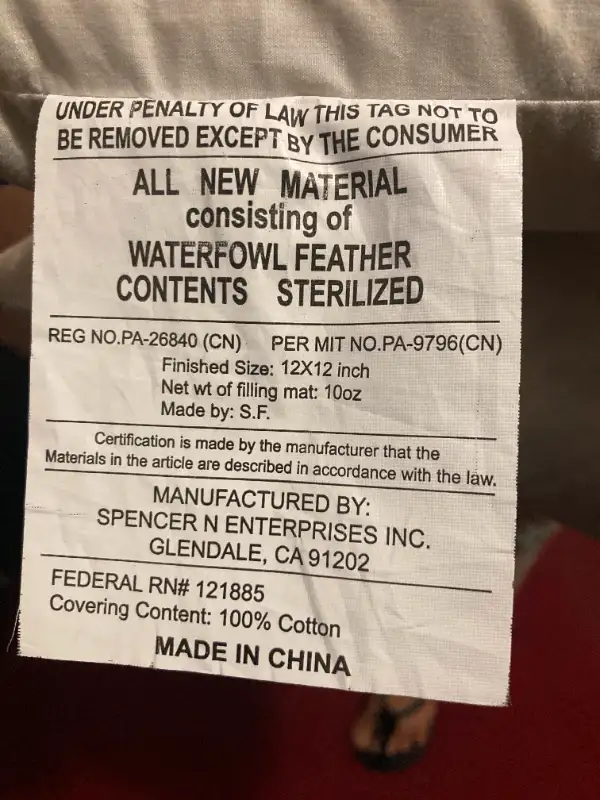 UNDER PENALTY OF LAW THIS TAG NOT TO
BE REMOVED EXCEPT BY THE CONSUMER
ALL NEW MATERIAL
consisting of
WATERFOWL FEATHER
CONTENTS STERILIZED
REG NO.PA-26840 (CN) PER MIT NO.PA-9796(CN)
Finished Size: 12X12 inch
Net wt of filling mat: 10oz
Made by: S.F.
Certification is made by the manufacturer that the
Materials in the article are described in accordance with the law.
MANUFACTURED BY:
SPENCER N ENTERPRISES INC.
GLENDALE, CA 91202
FEDERAL RN# 121885
Covering Content: 100% Cotton
MADE IN CHINA